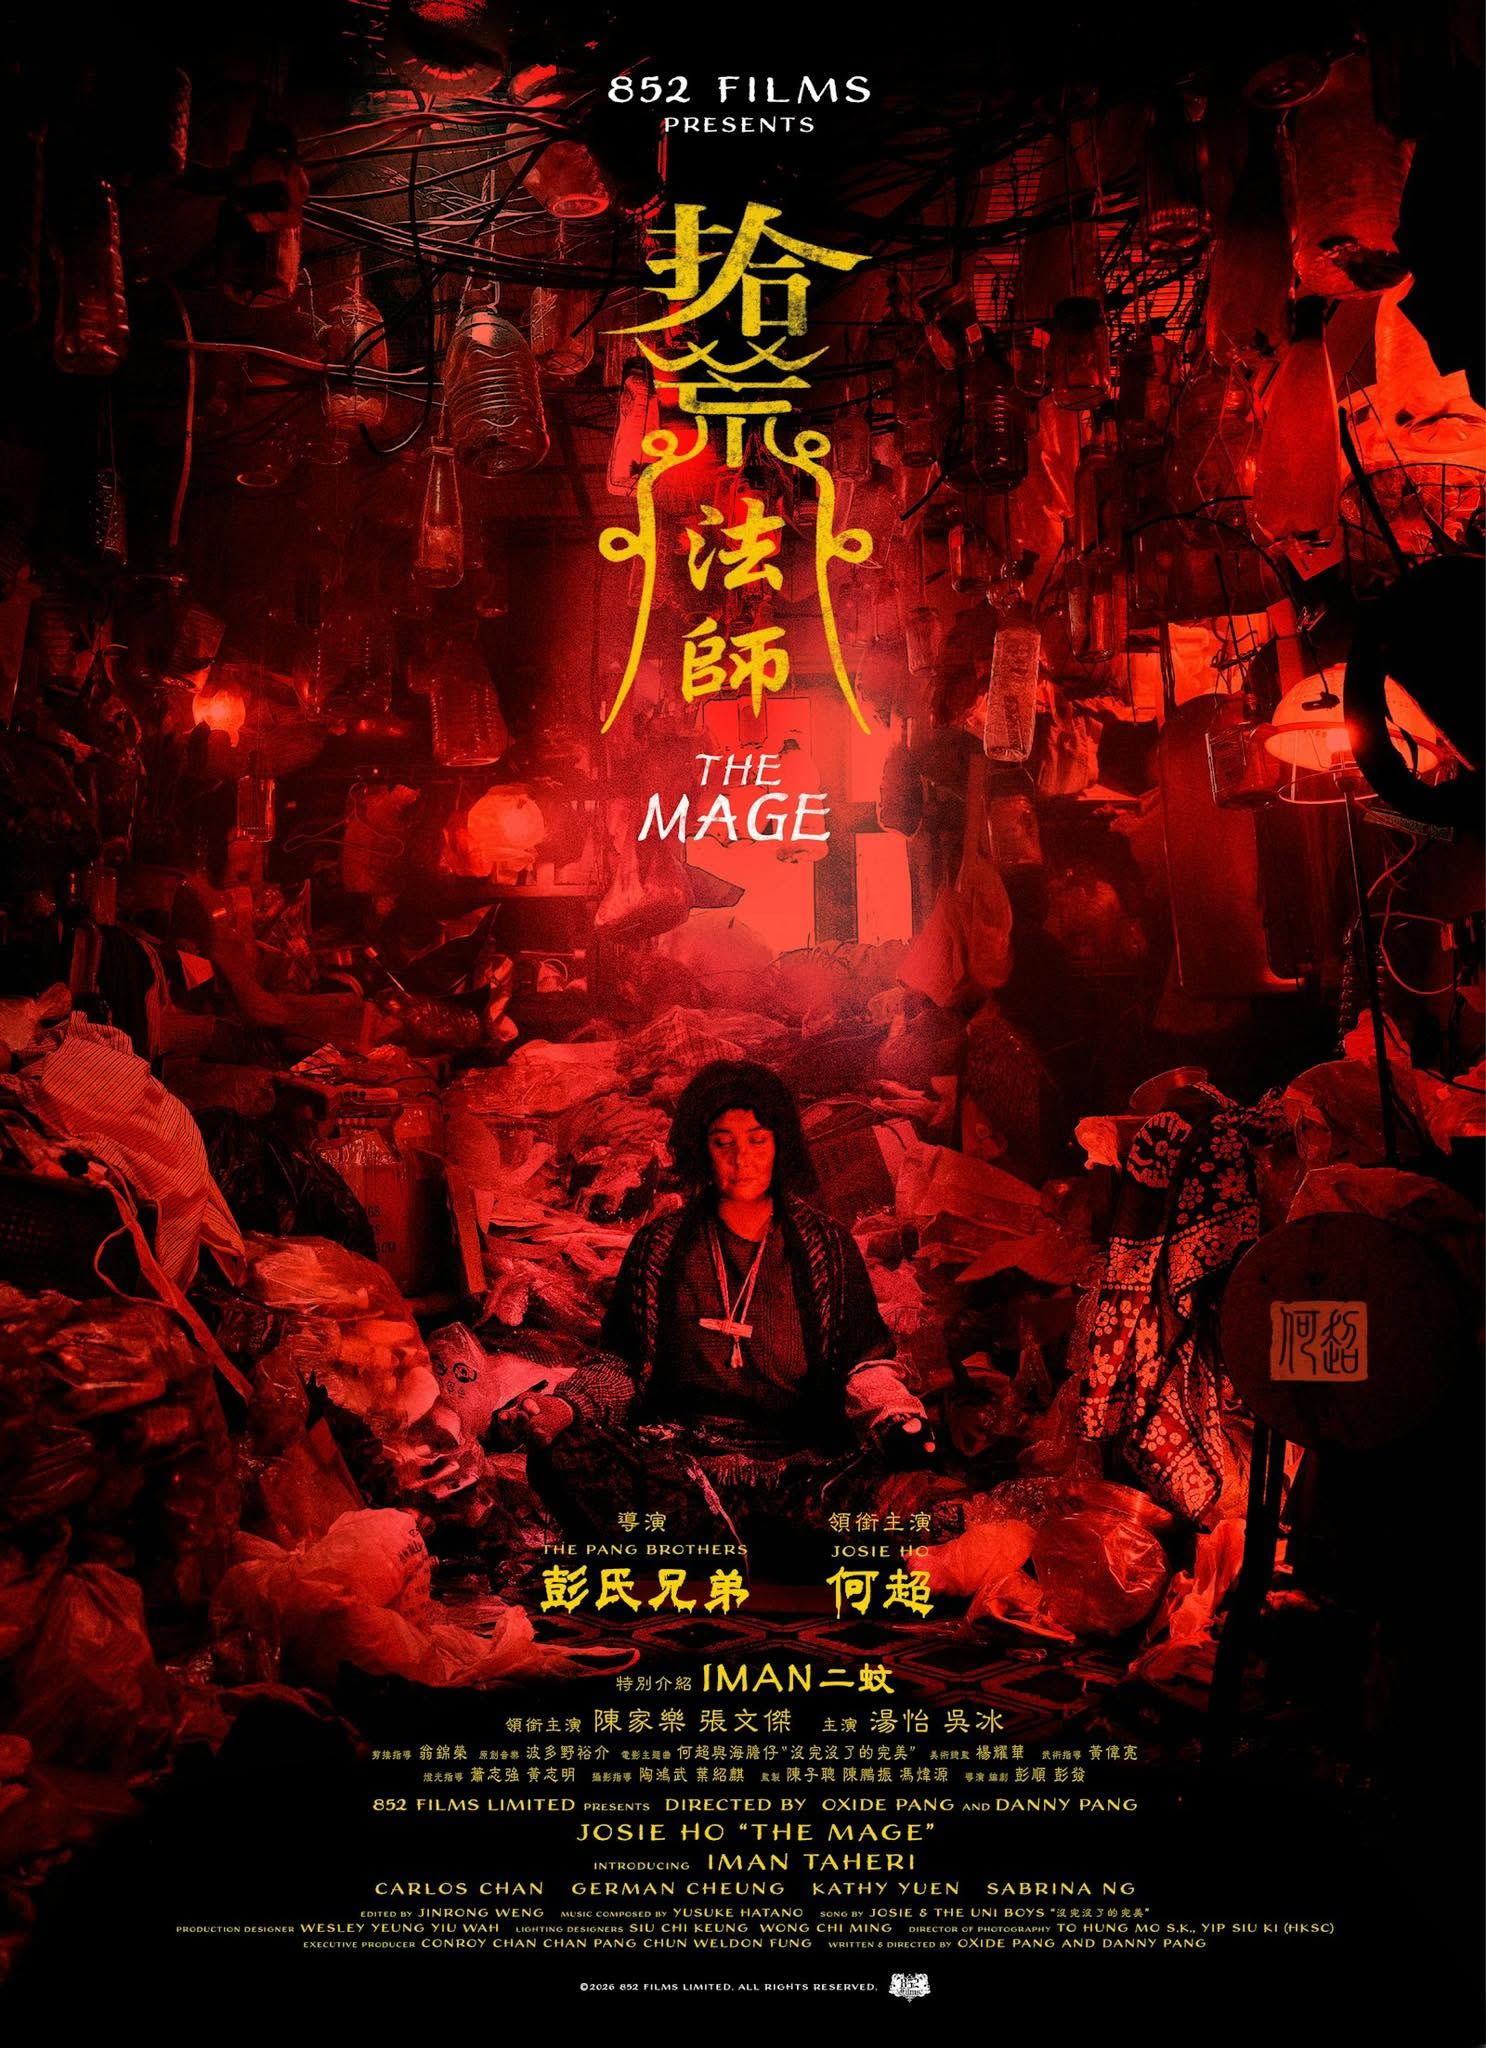 852 FILMS
PRESENTS
拾荒法師
THE
MAGE
何超
導演 領銜主演
THE PANG BROTHERS JOSIE HO
彭氏兄弟 何超
特別介紹 IMAN二蚊
領銜主演 陳家樂 張文傑 主演 湯怡 吳冰
剪接指導 翁錦榮 原創音樂 波多野裕介 電影主題曲 何超與海膽仔"沒完沒了的完美" 美術總監 楊耀華 武術指導 黃偉亮
燈光指導 蕭志強 黃志明 攝影指導 陶鴻武 葉紹麒 監製 陳子聰 陳鵬振 馮煒源 導演 編劇 彭順 彭發
852 FILMS LIMITED PRESENTS DIRECTED BY OXIDE PANG AND DANNY PANG
JOSIE HO "THE MAGE"
INTRODUCING IMAN TAHERI
CARLOS CHAN GERMAN CHEUNG KATHY YUEN SABRINA NG
EDITED BY JINRONG WENG MUSIC COMPOSED BY YUSUKE HATANO SONG BY JOSIE & THE UNI BOYS "沒完沒了的完美"
PRODUCTION DESIGNER WESLEY YEUNG YIU WAH LIGHTING DESIGNERS SIU CHI KEUNG WONG CHI MING DIRECTOR OF PHOTOGRAPHY TO HUNG MO S.K., YIP SIU KI (HKSC)
EXECUTIVE PRODUCER CONROY CHAN CHAN PANG CHUN WELDON FUNG WRITTEN & DIRECTED BY OXIDE PANG AND DANNY PANG
©2026 852 FILMS LIMITED. ALL RIGHTS RESERVED.
852 Films